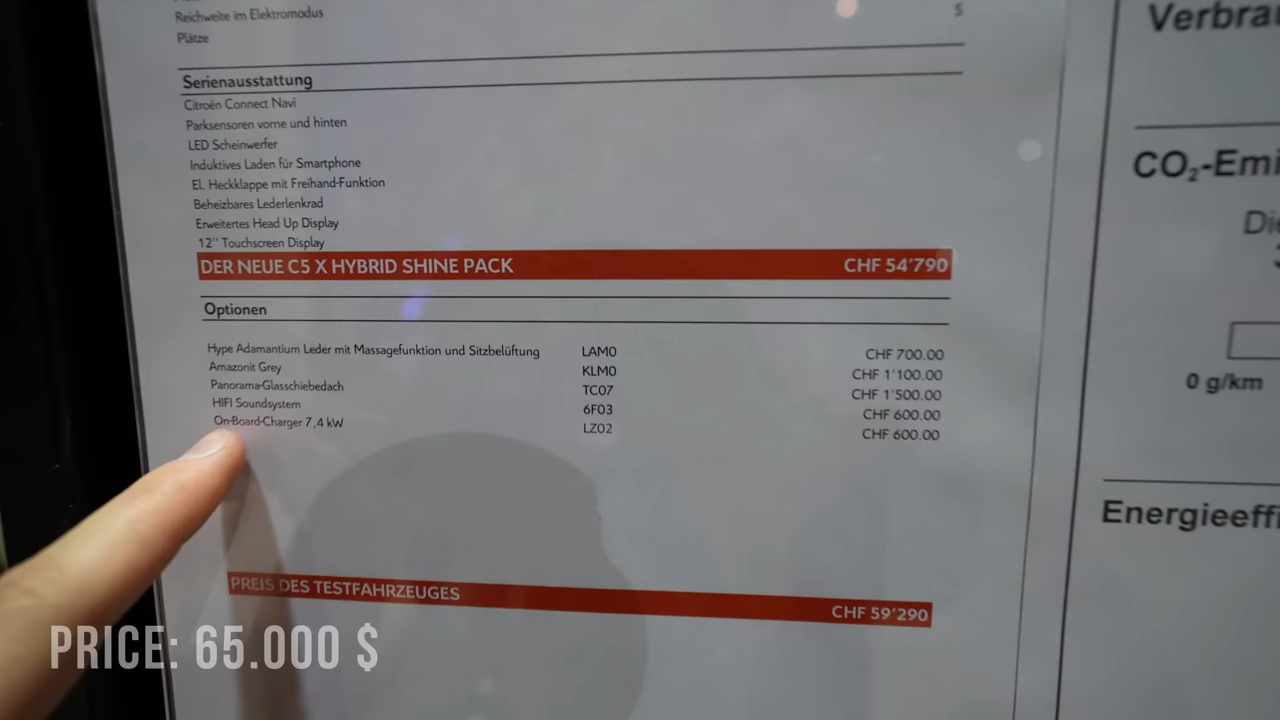 Reichweite im Elektromodus
5
Plätze
Serienausstattung
Citroën Connect Navi
Parksensoren vorne und hinten
LED Scheinwerfer
Induktives Laden für Smartphone
El. Heckklappe mit Freihand-Funktion
Beheizbares Lederlenkrad
Erweitertes Head Up Display
12" Touchscreen Display
DER NEUE C5 X HYBRID SHINE PACK CHF 54'790
Optionen
Hype Adamantium Leder mit Massagefunktion und Sitzbelüftung LAM0 CHF 700.00
Amazonit Grey KLM0 CHF 1'100.00
Panorama-Glasschiebedach TC07 CHF 1'500.00
HIFI Soundsystem 6F03 CHF 600.00
On-Board-Charger 7,4 kW LZ02 CHF 600.00
PREIS DES TESTFAHRZEUGES CHF 59'290
PRICE: 65.000 $
Verbra
CO₂-Emi
Di
0 g/km
Energieeffi